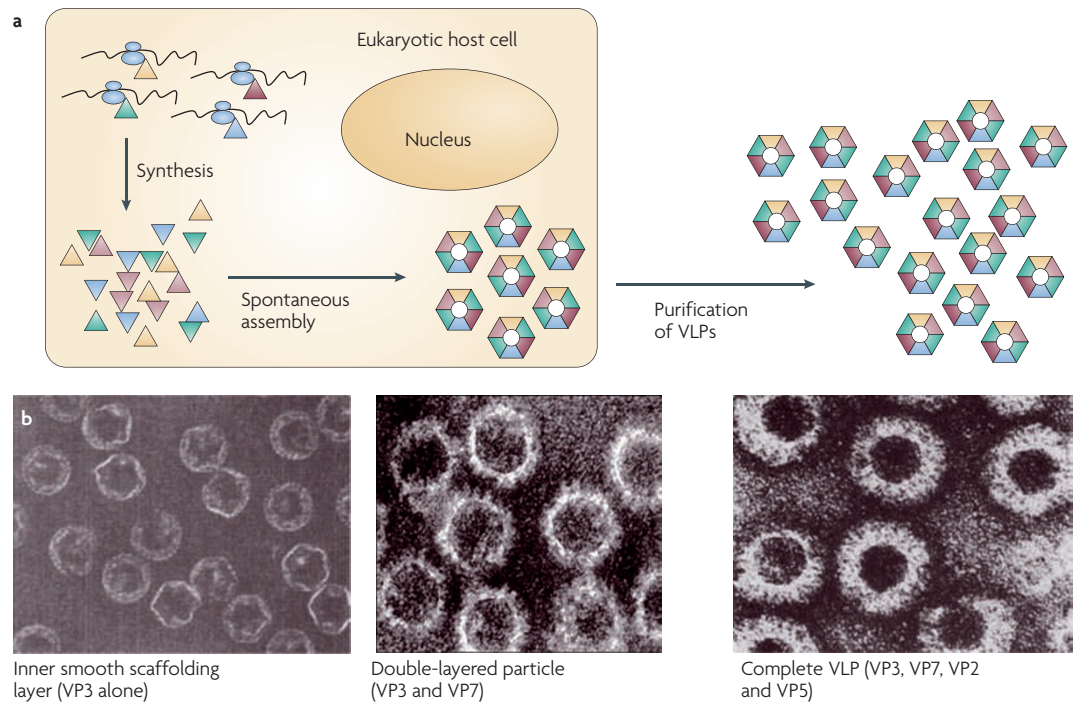 a
Eukaryotic host cell
Nucleus
Synthesis
Spontaneous
assembly
Purification
of VLPs
b
Inner smooth scaffolding
layer (VP3 alone)
Double-layered particle
(VP3 and VP7)
Complete VLP (VP3, VP7, VP2
and VP5)